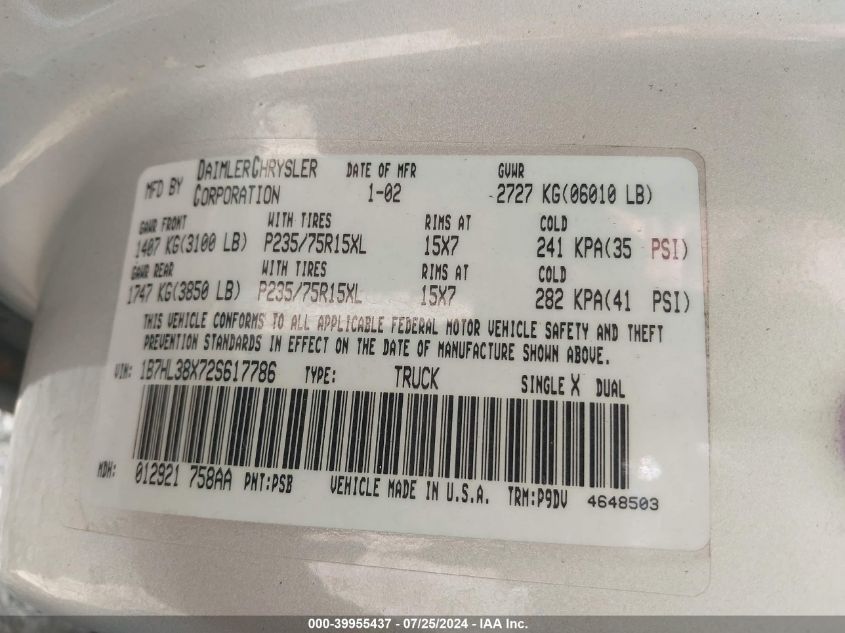 MFD BY DAIMLERCHRYSLER CORPORATION DATE OF MFR 1-02 GVWR 2727 KG(06010 LB)
GAWR FRONT WITH TIRES RIMS AT COLD
1407 KG(3100 LB) P235/75R15XL 15X7 241 KPA(35 PSI)
GAWR REAR WITH TIRES RIMS AT COLD
1747 KG(3850 LB) P235/75R15XL 15X7 282 KPA(41 PSI)
THIS VEHICLE CONFORMS TO ALL APPLICABLE FEDERAL MOTOR VEHICLE SAFETY AND THEFT
PREVENTION STANDARDS IN EFFECT ON THE DATE OF MANUFACTURE SHOWN ABOVE.
VIN: 1B7HL38X72S617786 TYPE: TRUCK SINGLE X DUAL
MDH: 012921 758AA PNT:PSB VEHICLE MADE IN U.S.A. TRM:P9DV 4648503
000-39955437 - 07/25/2024 - IAA Inc.